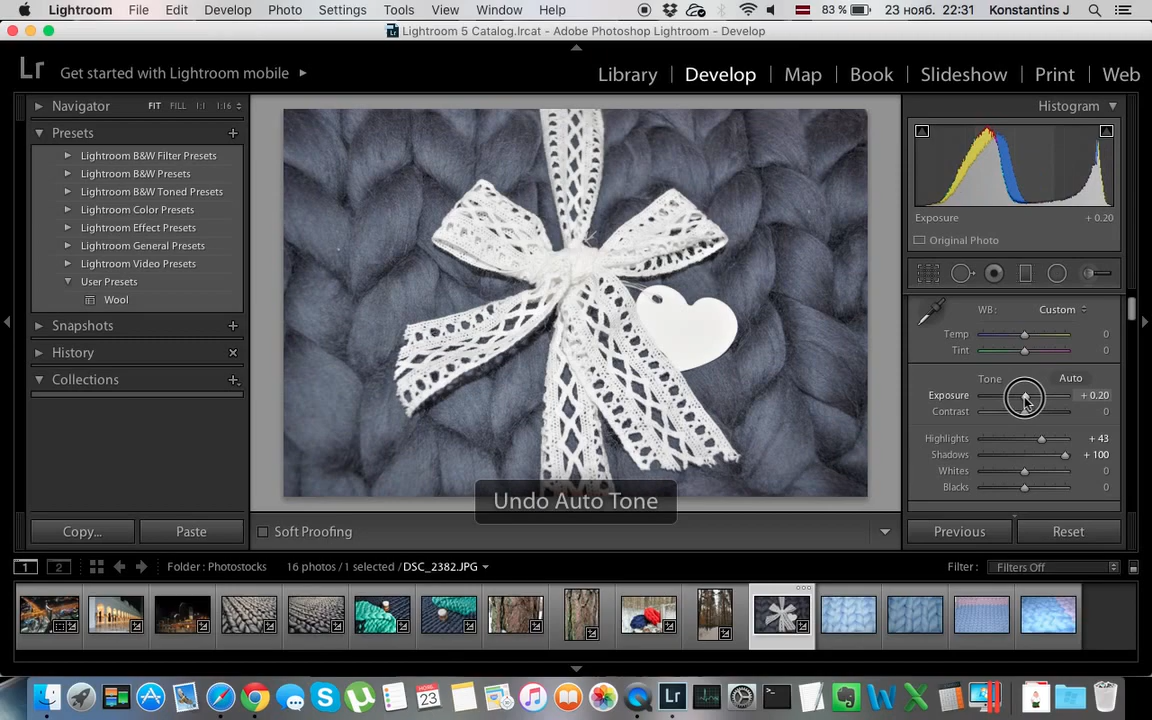 Lightroom File Edit Develop Photo Settings Tools View Window Help 83 % 23 нояб. 22:31 Konstantins J
Lightroom 5 Catalog.lrcat - Adobe Photoshop Lightroom - Develop
Lr Get started with Lightroom mobile Library Develop Map Book Slideshow Print Web
Navigator FIT FILL 1:1 1:16
Histogram
Presets +
Lightroom B&W Filter Presets
Lightroom B&W Presets
Lightroom B&W Toned Presets
Lightroom Color Presets
Lightroom Effect Presets
Lightroom General Presets
Lightroom Video Presets
User Presets
Wool
Snapshots +
History ×
Collections +
Exposure + 0.20
Original Photo
WB: Custom
Temp 0
Tint 0
Tone Auto
Exposure + 0.20
Contrast 0
Highlights + 43
Shadows + 100
Whites 0
Blacks 0
Undo Auto Tone
Copy... Paste
Soft Proofing
Previous Reset
1 2 Folder : Photostocks 16 photos / 1 selected / DSC_2382.JPG Filter : Filters Off
НОЯБ.
23
Lr